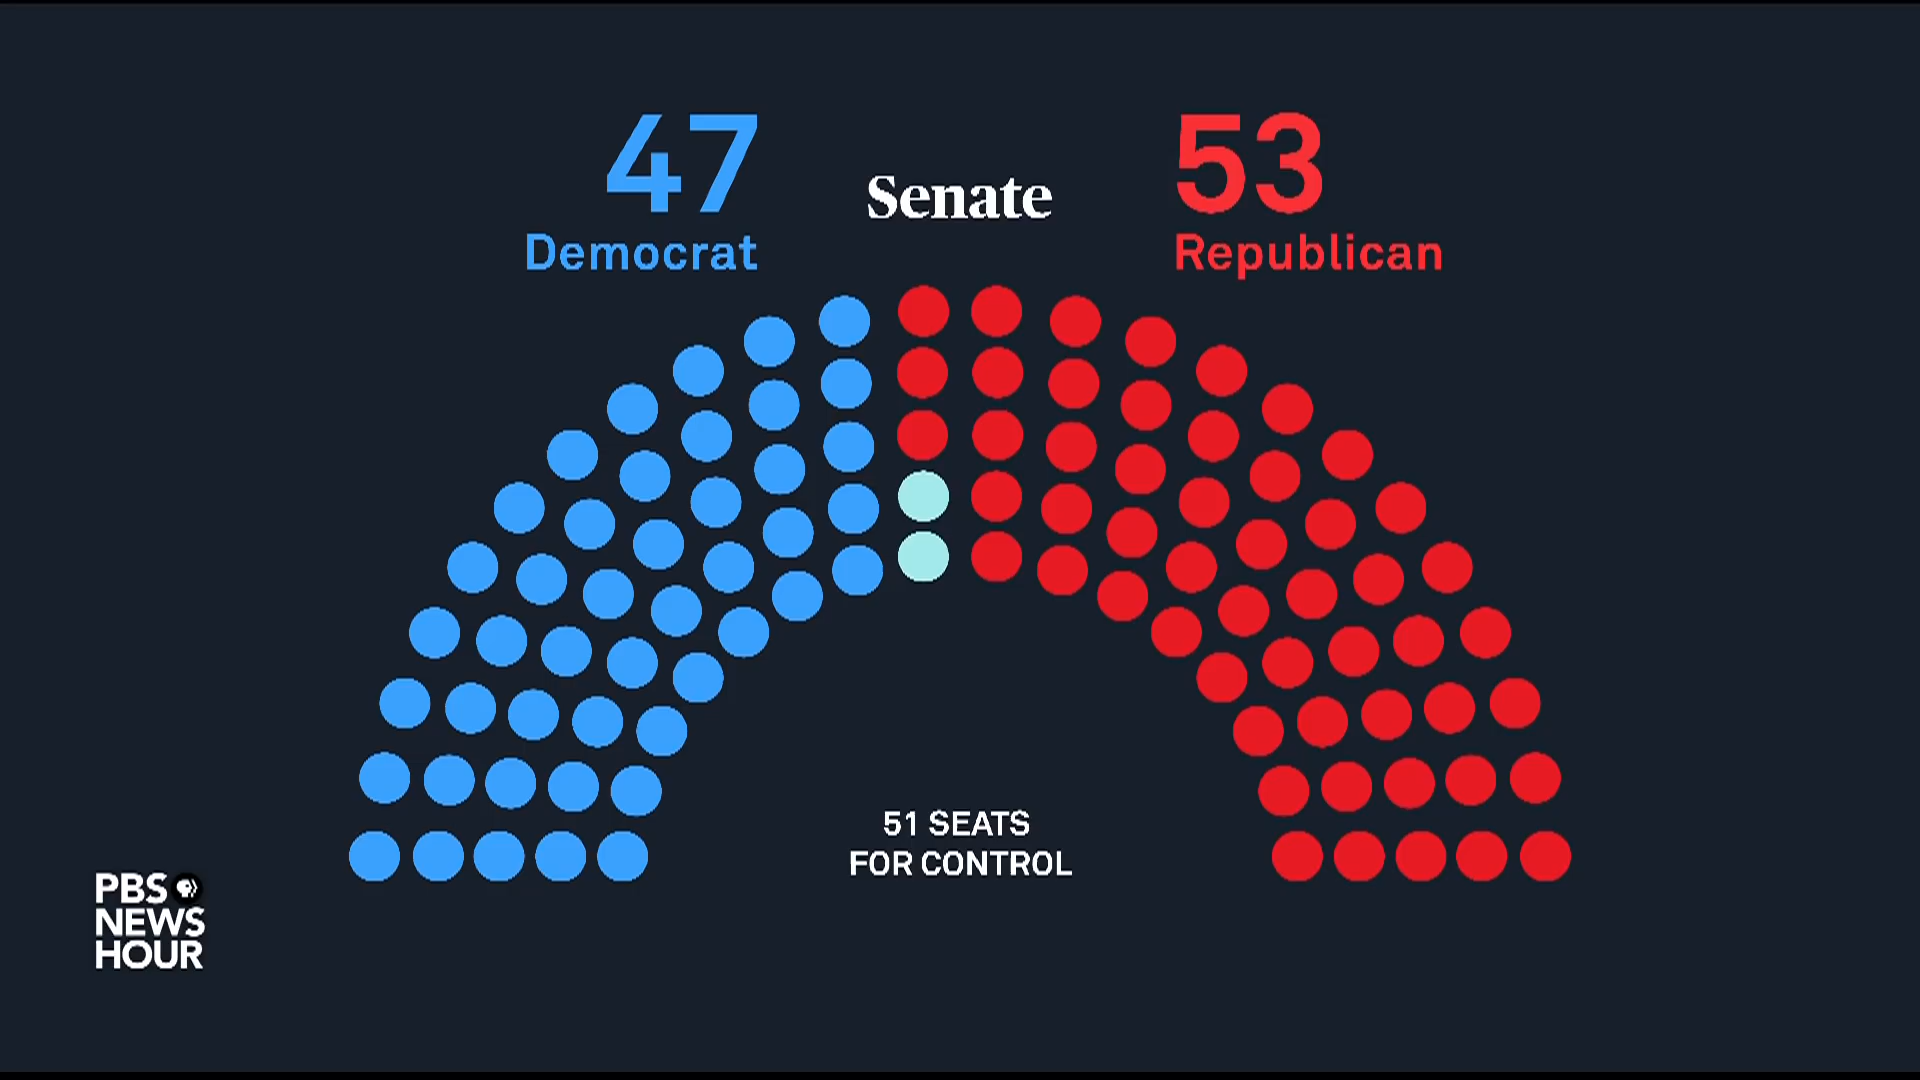 47
Democrat
Senate
53
Republican
51 SEATS
FOR CONTROL
PBS
NEWS
HOUR